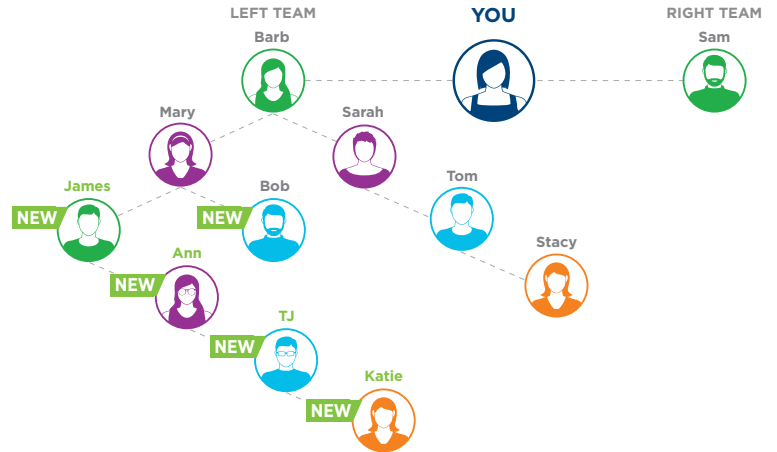 LEFT TEAM
YOU
RIGHT TEAM
Barb
Sam
Mary
Sarah
James
Bob
Tom
NEW
NEW
Stacy
Ann
NEW
TJ
NEW
Katie
NEW